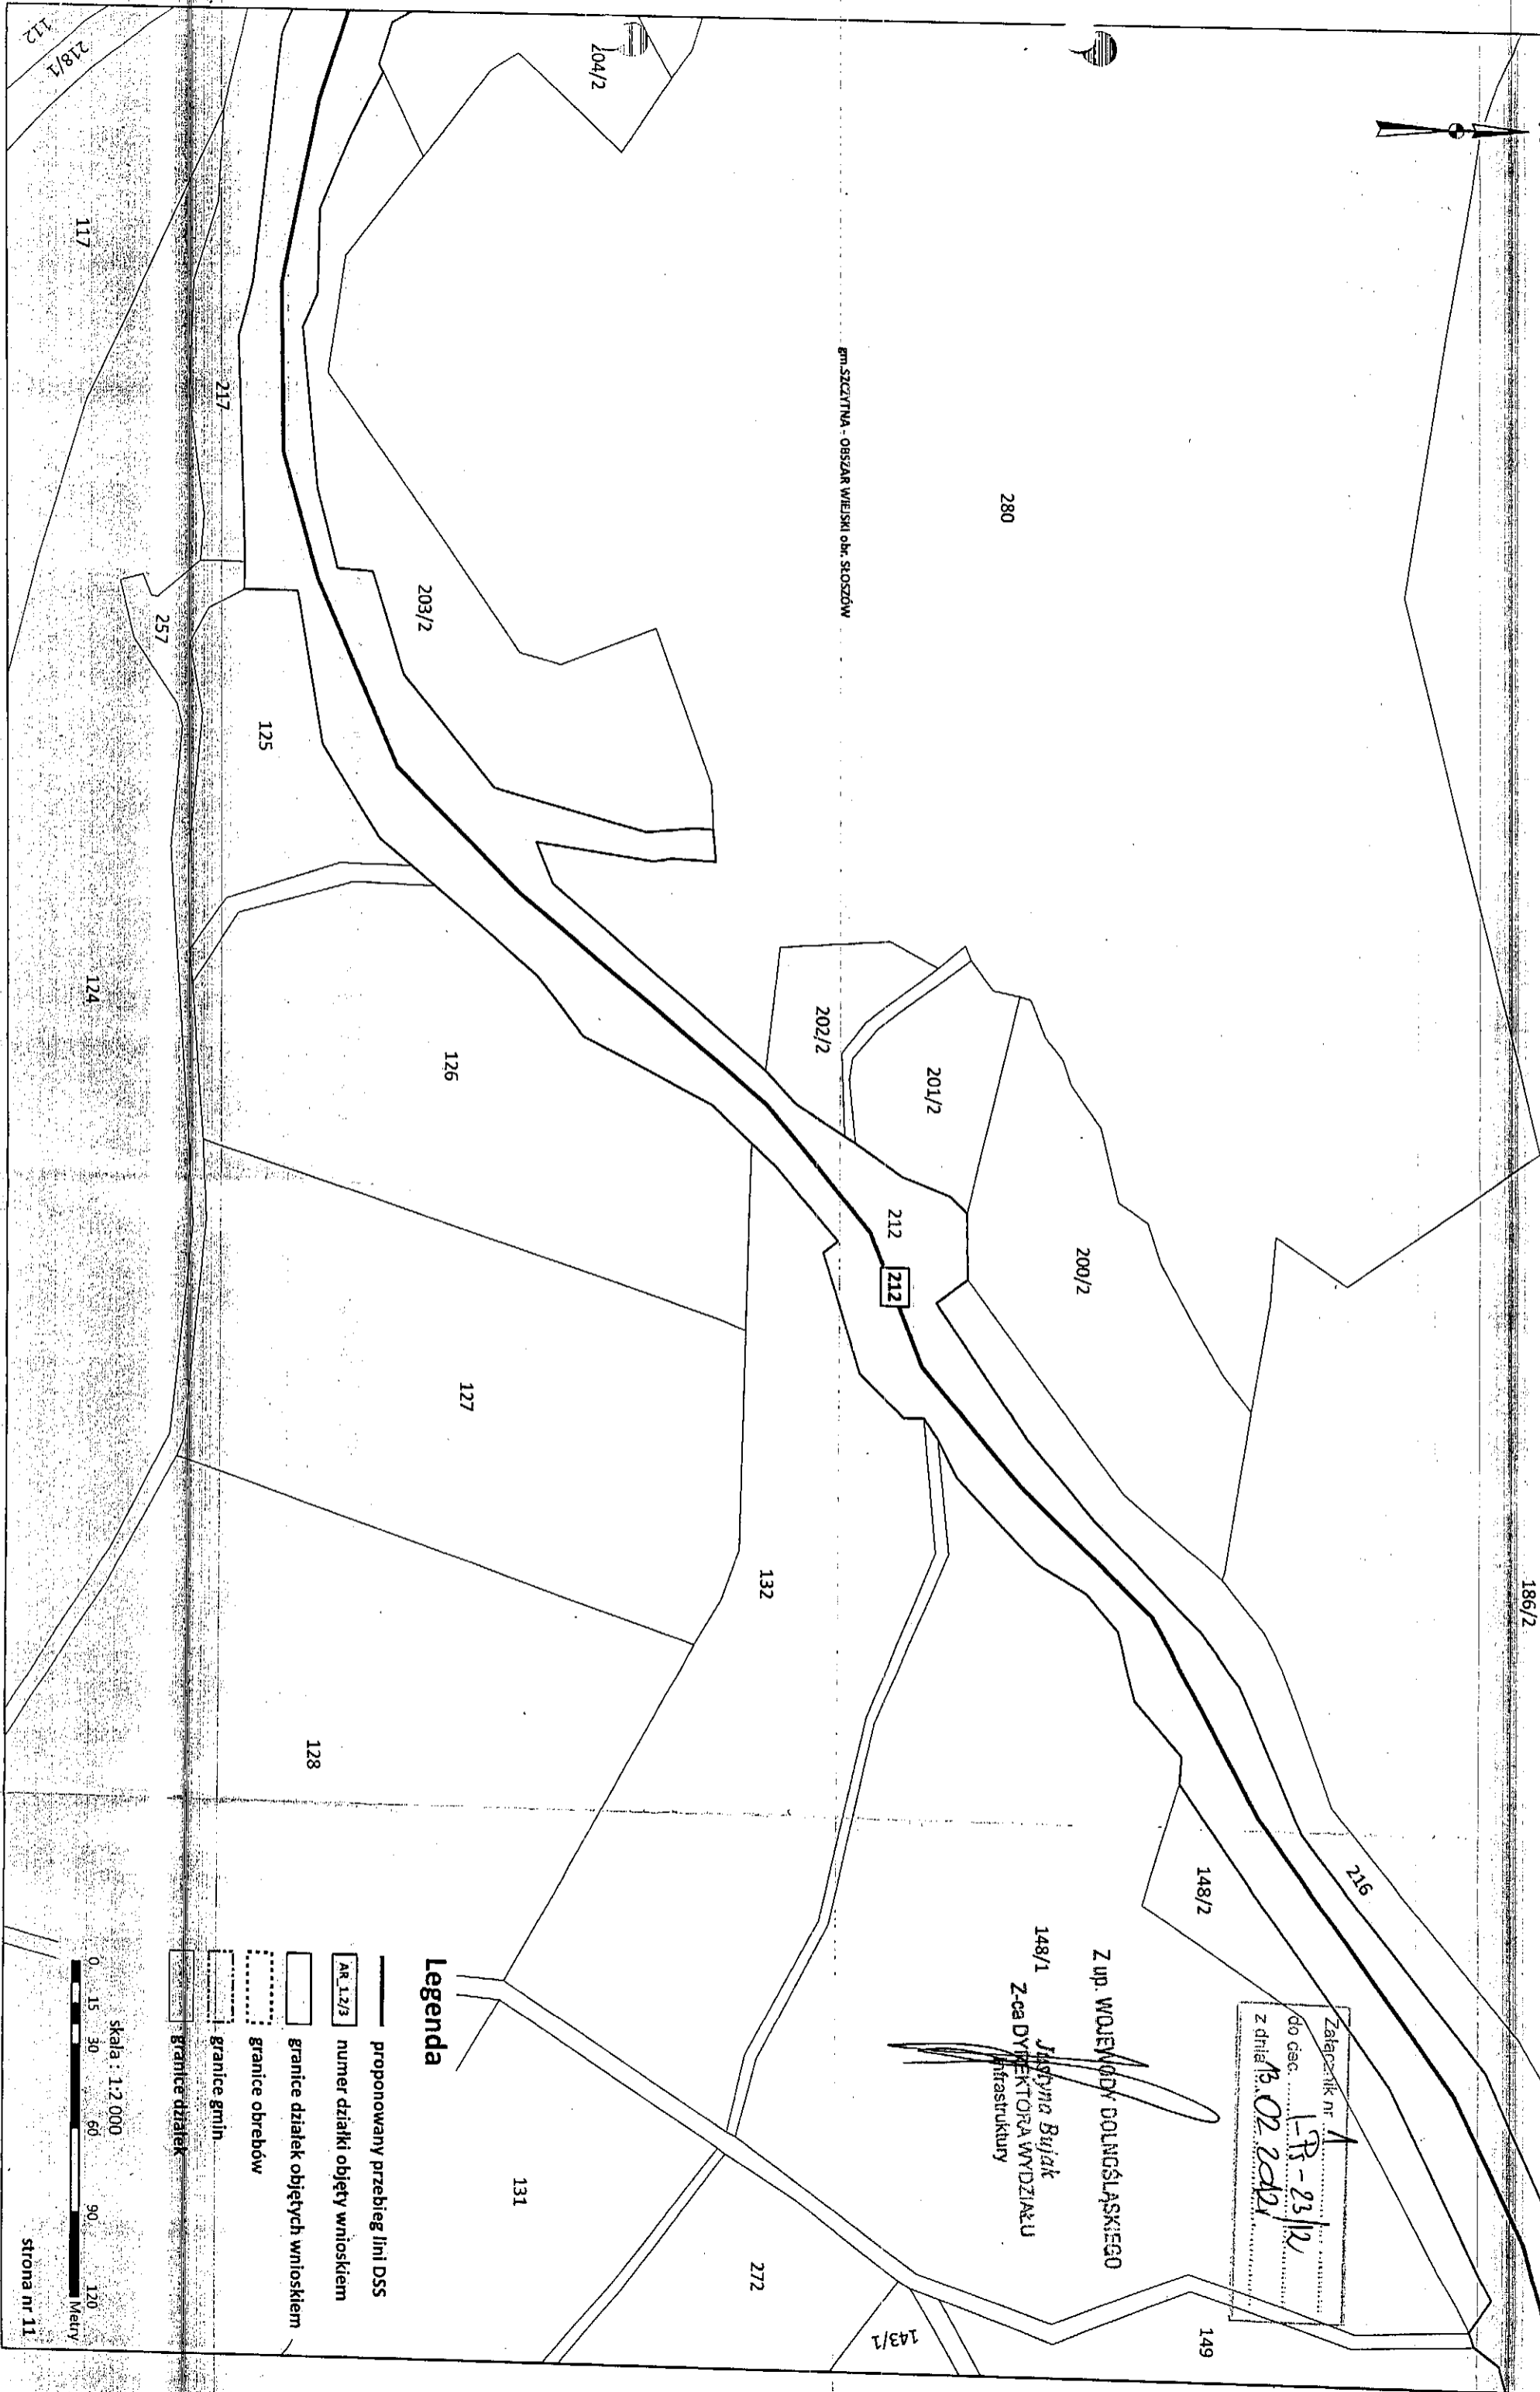 112
218/1
204/2
117
217
gm.SZCZYTNA - OBSZAR WIEJSKI obr. SŁOSZÓW
280
203/2
257
125
124
202/2
126
201/2
212
212
200/2
127
186/2
132
128
216
148/2
148/1
Załącznik nr 1
do dec.
z dnia
Z up. WOJEWODY DOLNOŚLĄSKIEGO
Justyna Bujak
Z-ca DYREKTORA WYDZIAŁU
Infrastruktury
131
272
143/1
149
Legenda
proponowany przebieg lini DSS
AR_1.2/3 numer działki objęty wnioskiem
granice działek objętych wnioskiem
granice obrebów
granice gmin
granice działek
skala : 1:2 000
0 15 30 60 90 120
Metry
strona nr 11